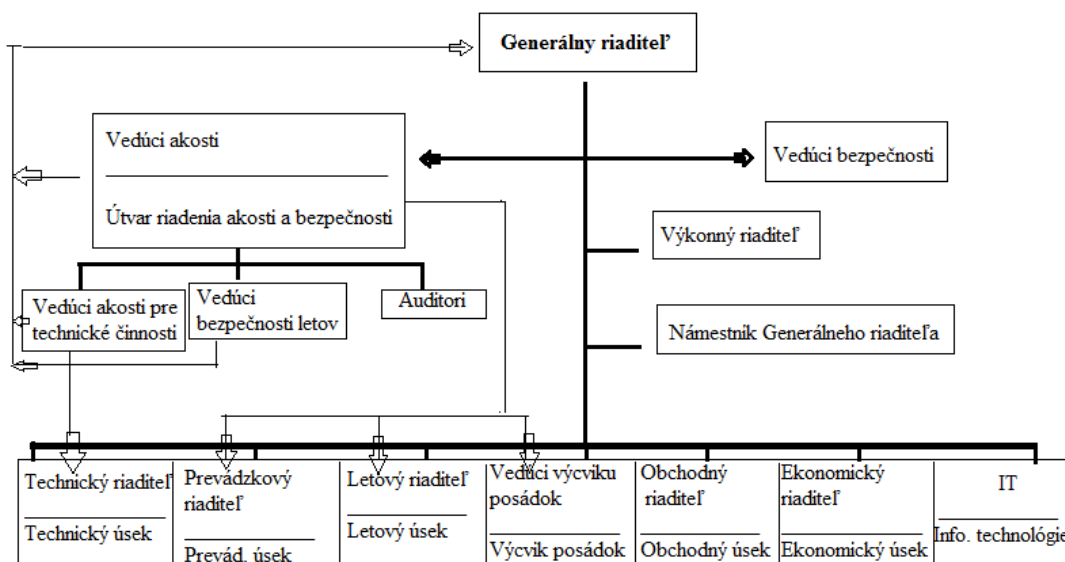 Generálny riaditeľ
Vedúci akosti
Útvar riadenia akosti a bezpečnosti
Vedúci bezpečnosti
Výkonný riaditeľ
Vedúci akosti pre
technické činnosti
Vedúci
bezpečnosti letov
Auditori
Námestník Generálneho riaditeľa
Technický riaditeľ
Technický úsek
Prevádzkový
riaditeľ
Prevád. úsek
Letový riaditeľ
Letový úsek
Vedúci výcviku
posádok
Výcvik posádok
Obchodný
riaditeľ
Obchodný úsek
Ekonomický
riaditeľ
Ekonomický úsek
IT
Info. technológie